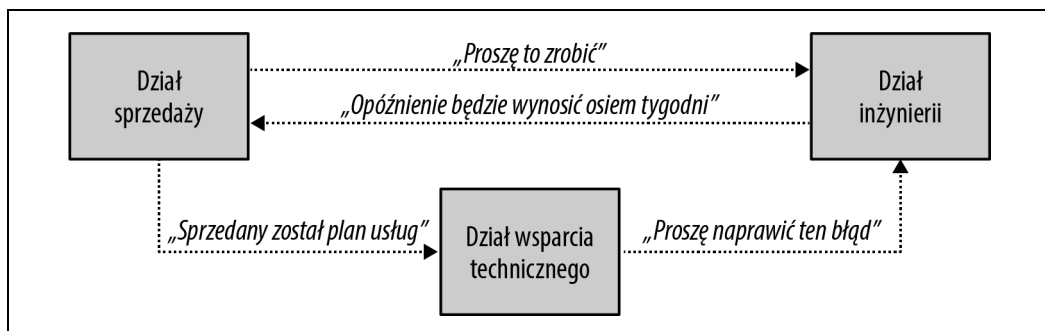 Dział
sprzedaży
„Proszę to zrobić”
„Opóźnienie będzie wynosić osiem tygodni”
Dział
inżynierii
„Sprzedany został plan usług”
Dział wsparcia
technicznego
„Proszę naprawić ten błąd”